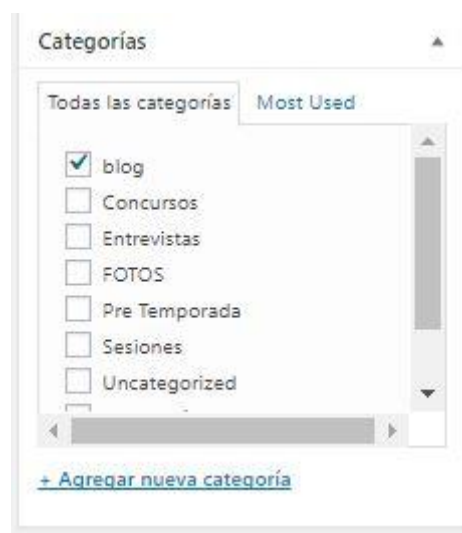 Categorías
Todas las categorías Most Used
blog
Concursos
Entrevistas
FOTOS
Pre Temporada
Sesiones
Uncategorized
+ Agregar nueva categoría